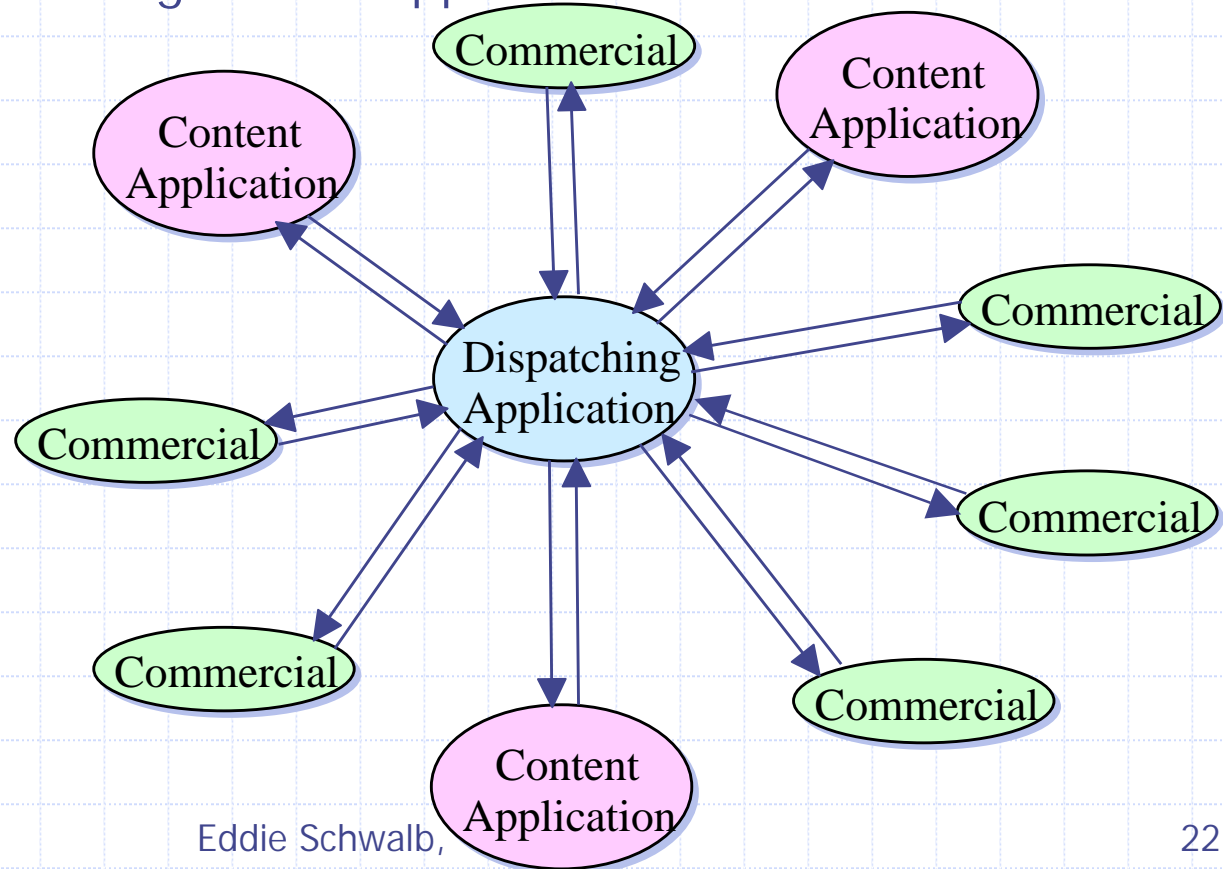 Commercial
Content
Application
Content
Application
Commercial
Dispatching
Application
Commercial
Commercial
Commercial
Commercial
Content
Application
Eddie Schwalb,
22